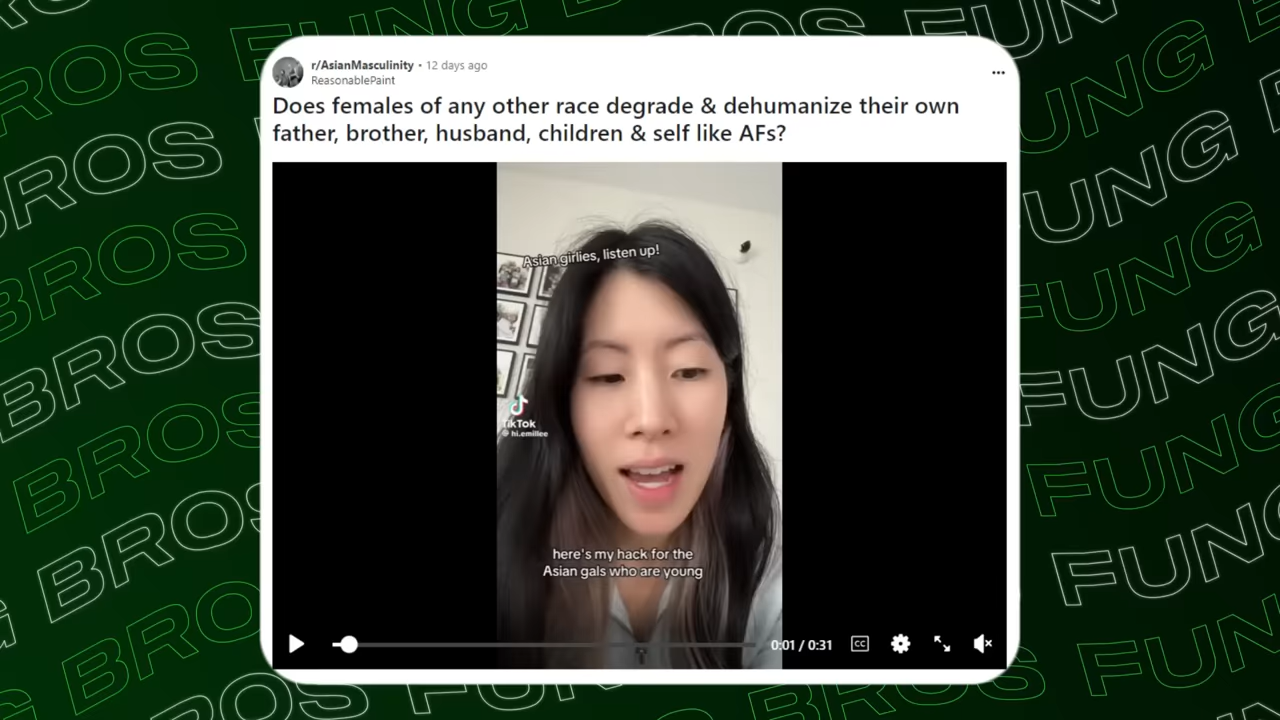 FUNG BROS
r/AsianMasculinity • 12 days ago
ReasonablePaint
Does females of any other race degrade & dehumanize their own
father, brother, husband, children & self like AFs?
Asian girlies, listen up!
TikTok
@ hi.emillee
here's my hack for the
Asian gals who are young
0:01 / 0:31
CC